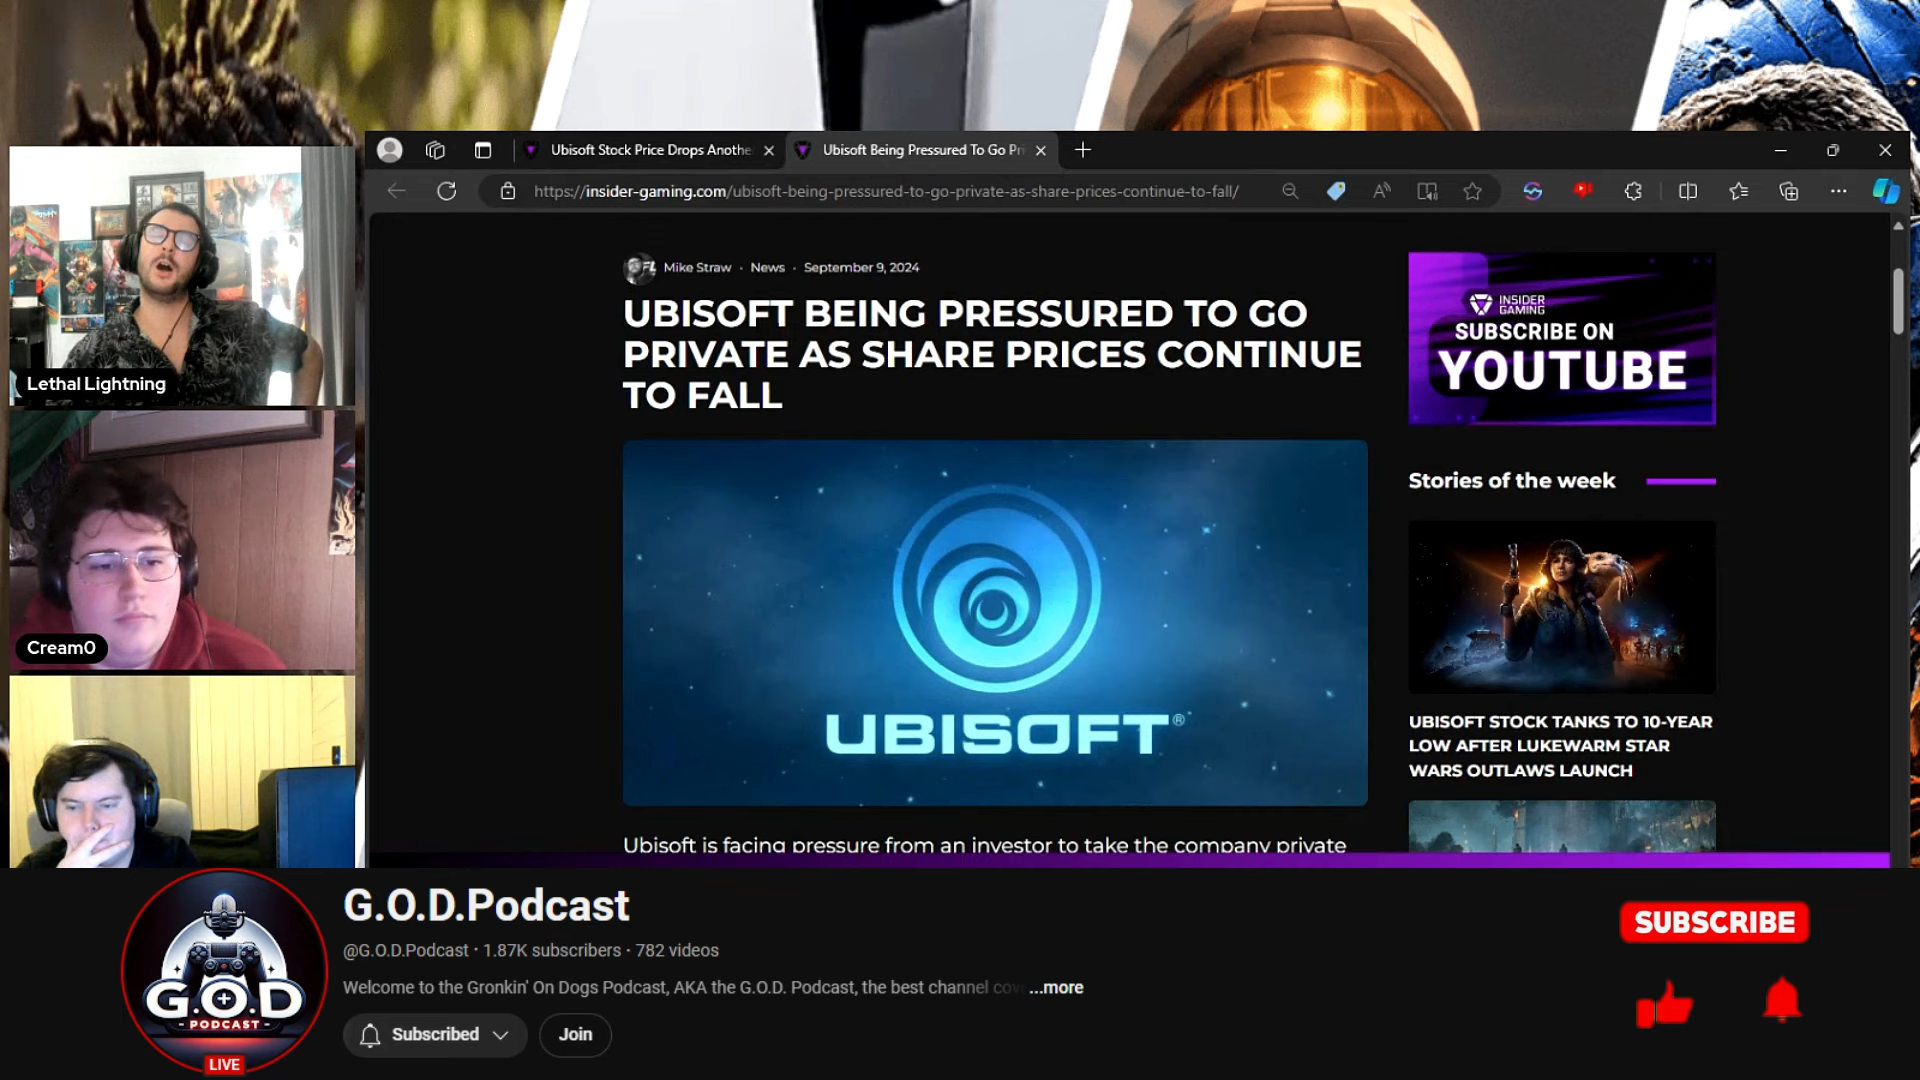 Ubisoft Stock Price Drops Anothe
Ubisoft Being Pressured To Go Pri
https://insider-gaming.com/ubisoft-being-pressured-to-go-private-as-share-prices-continue-to-fall/
Lethal Lightning
Cream0
Mike Straw · News · September 9, 2024
UBISOFT BEING PRESSURED TO GO
PRIVATE AS SHARE PRICES CONTINUE
TO FALL
UBISOFT®
Ubisoft is facing pressure from an investor to take the company private
INSIDER
GAMING
SUBSCRIBE ON
YOUTUBE
Stories of the week
UBISOFT STOCK TANKS TO 10-YEAR
LOW AFTER LUKEWARM STAR
WARS OUTLAWS LAUNCH
G.O.D
- PODCAST -
LIVE
G.O.D.Podcast
@G.O.D.Podcast · 1.87K subscribers · 782 videos
Welcome to the Gronkin' On Dogs Podcast, AKA the G.O.D. Podcast, the best channel cov ...more
Subscribed
Join
SUBSCRIBE